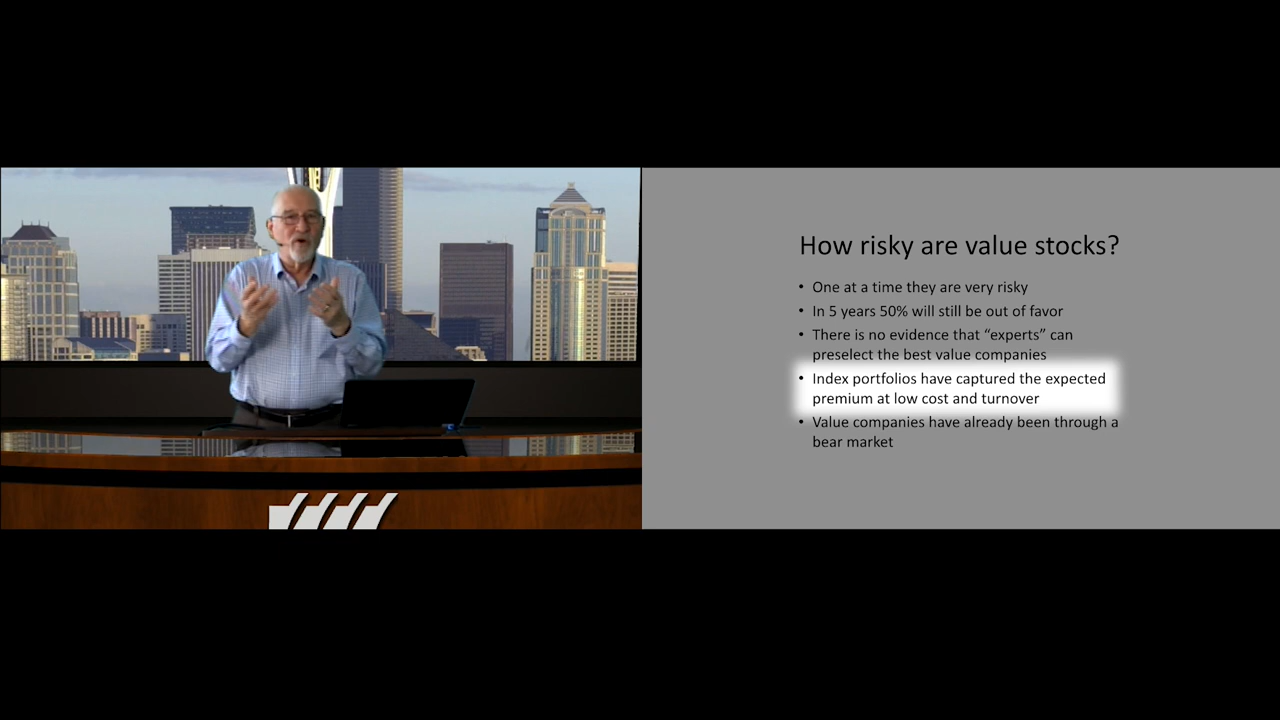 How risky are value stocks?
• One at a time they are very risky
• In 5 years 50% will still be out of favor
• There is no evidence that “experts” can
preselect the best value companies
• Index portfolios have captured the expected
premium at low cost and turnover
• Value companies have already been through a
bear market